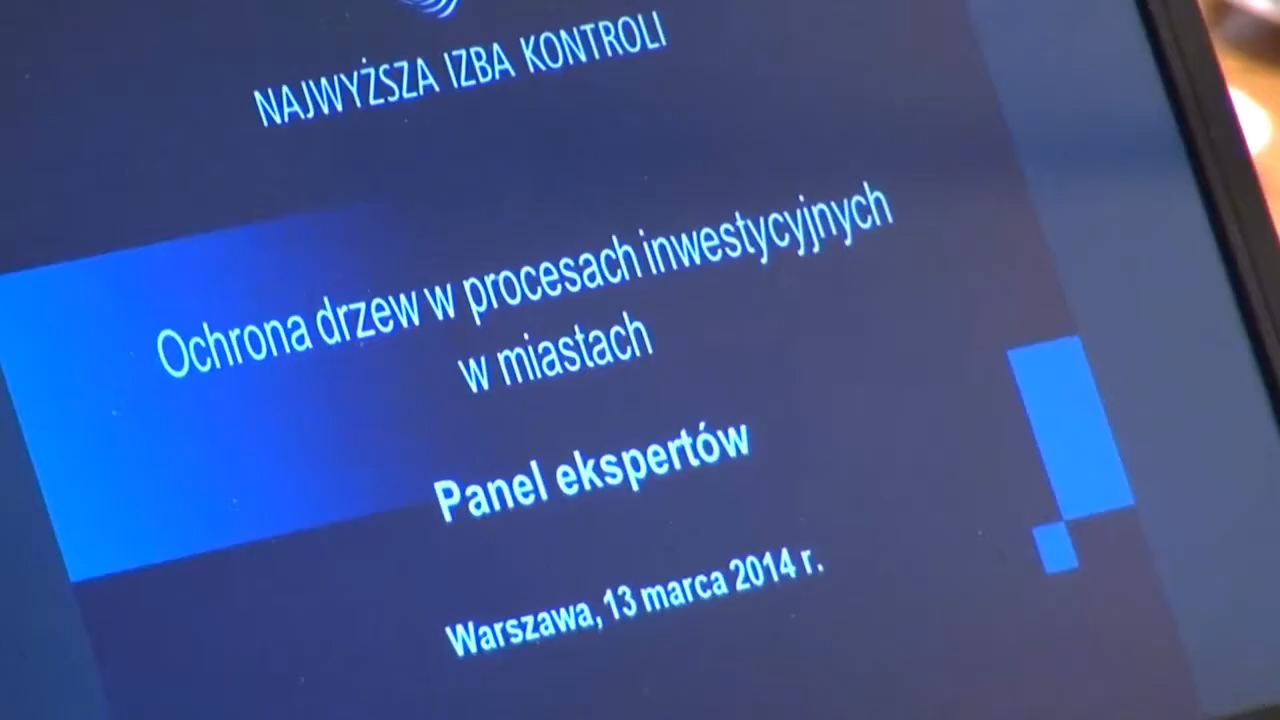 NAJWYŻSZA IZBA KONTROLI
Ochrona drzew w procesach inwestycyjnych
w miastach
Panel ekspertów
Warszawa, 13 marca 2014 r.